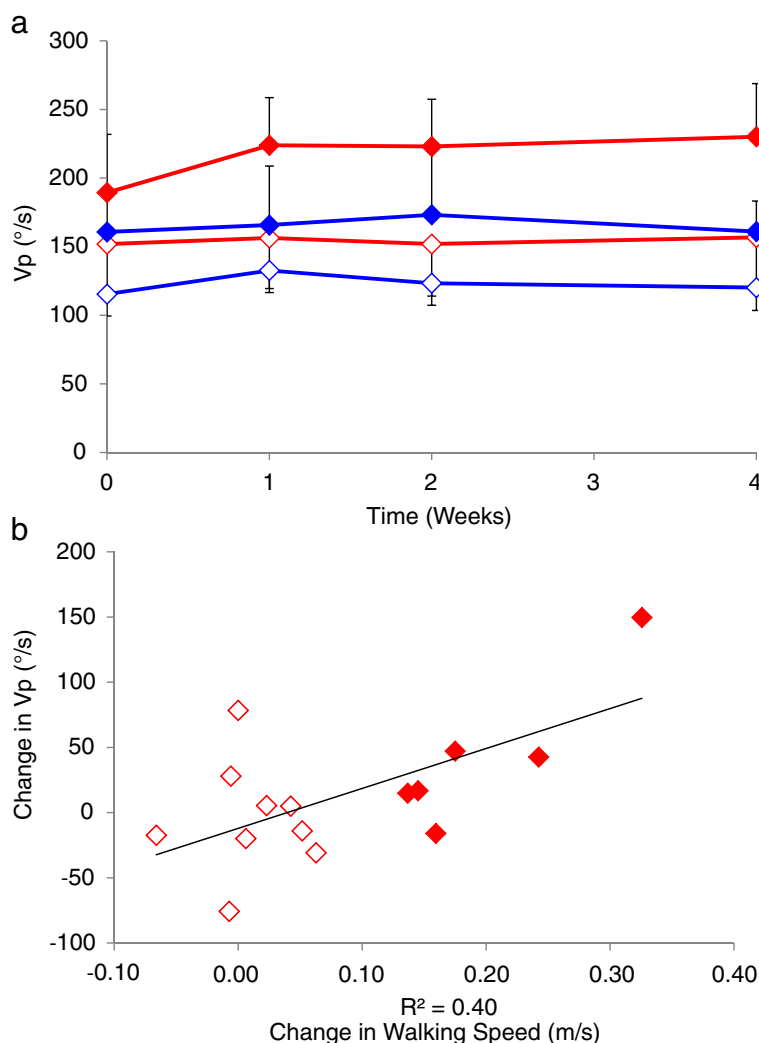 a
300
250
200
150
100
50
0
Vp (°/s)
0 1 2 3 4
Time (Weeks)
b
200
150
100
50
0
-50
-100
Change in Vp (°/s)
-0.10 0.00 0.10 0.20 0.30 0.40
R² = 0.40
Change in Walking Speed (m/s)